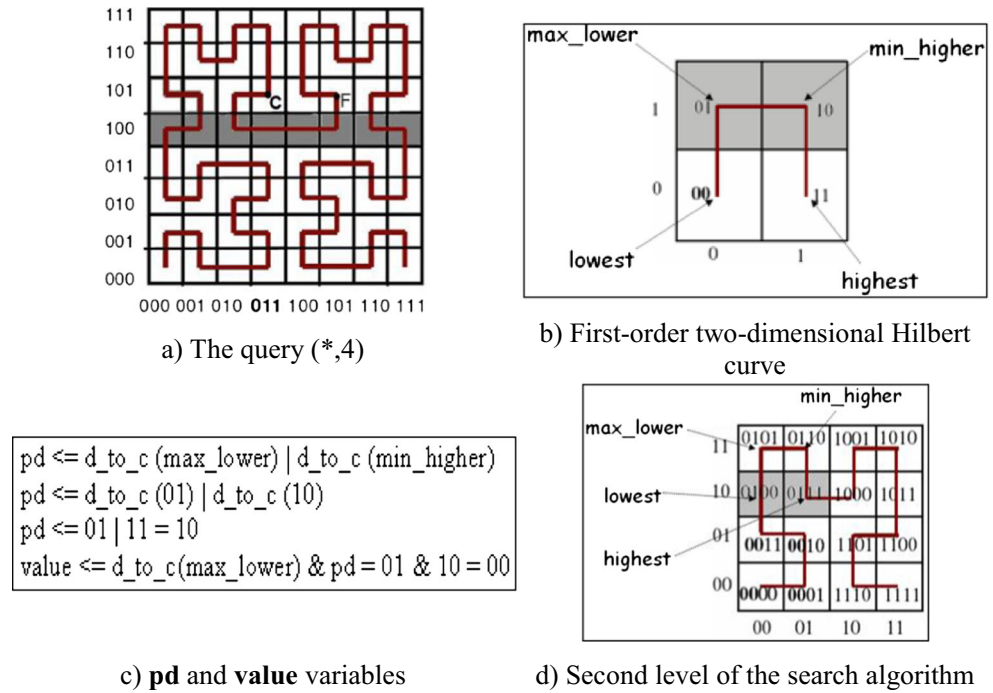 111
110
101
100
011
010
001
000
C
F
000 001 010 011 100 101 110 111
a) The query (*,4)
max_lower
min_higher
1
01
10
0
00
11
lowest
0
1
highest
b) First-order two-dimensional Hilbert
curve
pd <= d_to_c (max_lower) | d_to_c (min_higher)
pd <= d_to_c (01) | d_to_c (10)
pd <= 01 | 11 = 10
value <= d_to_c(max_lower) & pd = 01 & 10 = 00
c) pd and value variables
min_higher
max_lower
11
0101 0110 1001 1010
lowest
10
0100 0111 1000 1011
highest
01
0011 0010 1101 1100
00
0000 0001 1110 1111
00 01 10 11
d) Second level of the search algorithm